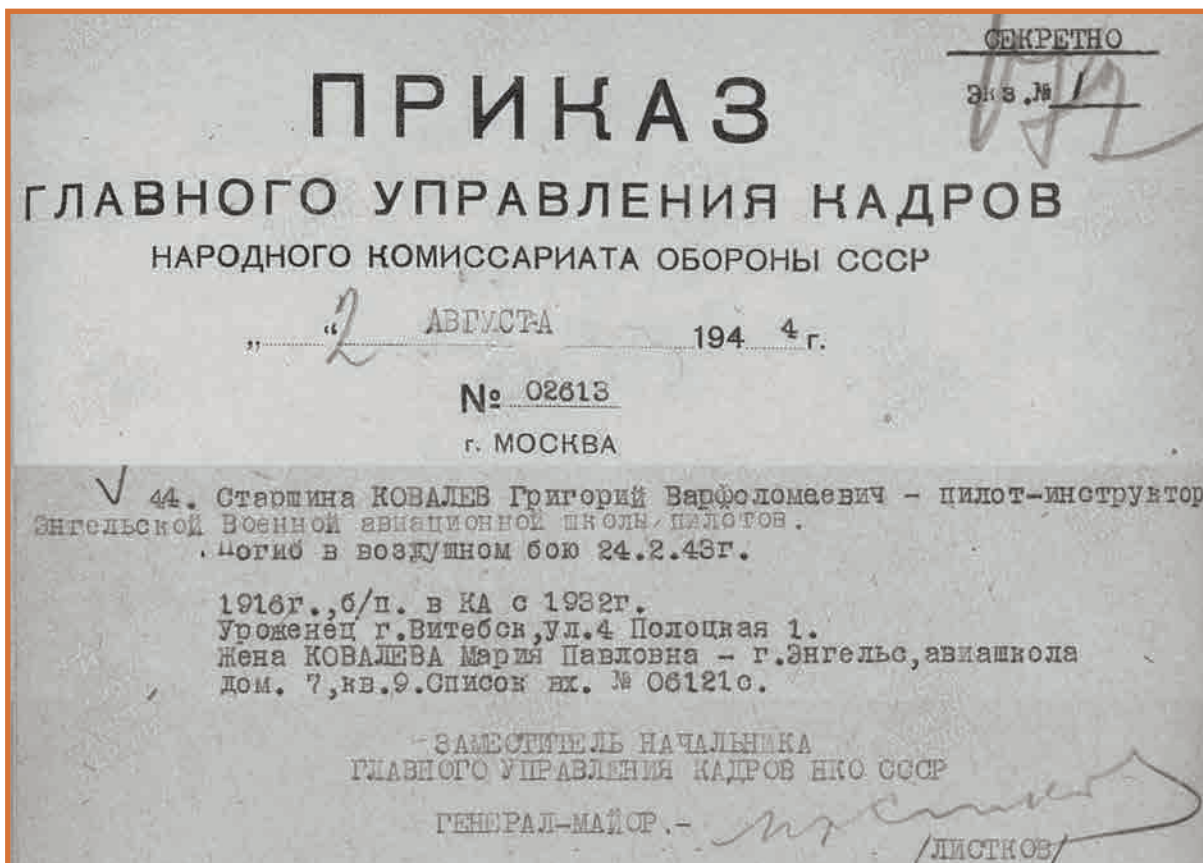 СЕКРЕТНО
Экз.№ 1
ПРИКАЗ
ГЛАВНОГО УПРАВЛЕНИЯ КАДРОВ
НАРОДНОГО КОМИССАРИАТА ОБОРОНЫ СССР
„ 2 “ АВГУСТА 194 4 г.
№ 02613
г. МОСКВА
44. Старшина КОВАЛЕВ Григорий Варфоломаевич – пилот-инструктор
Энгельской Военной авиационной школы пилотов.
Погиб в воздушном бою 24.2.43г.
1916г.,б/п. в КА с 1932г.
Уроженец г.Витебск,ул.4 Полоцкая 1.
Жена КОВАЛЕВА Мария Павловна – г.Энгельс,авиашкола
дом. 7,кв.9.Список вх. № 06121с.
ЗАМЕСТИТЕЛЬ НАЧАЛЬНИКА
ГЛАВНОГО УПРАВЛЕНИЯ КАДРОВ НКО СССР
ГЕНЕРАЛ-МАЙОР.-
/ЛИСТКОВ/